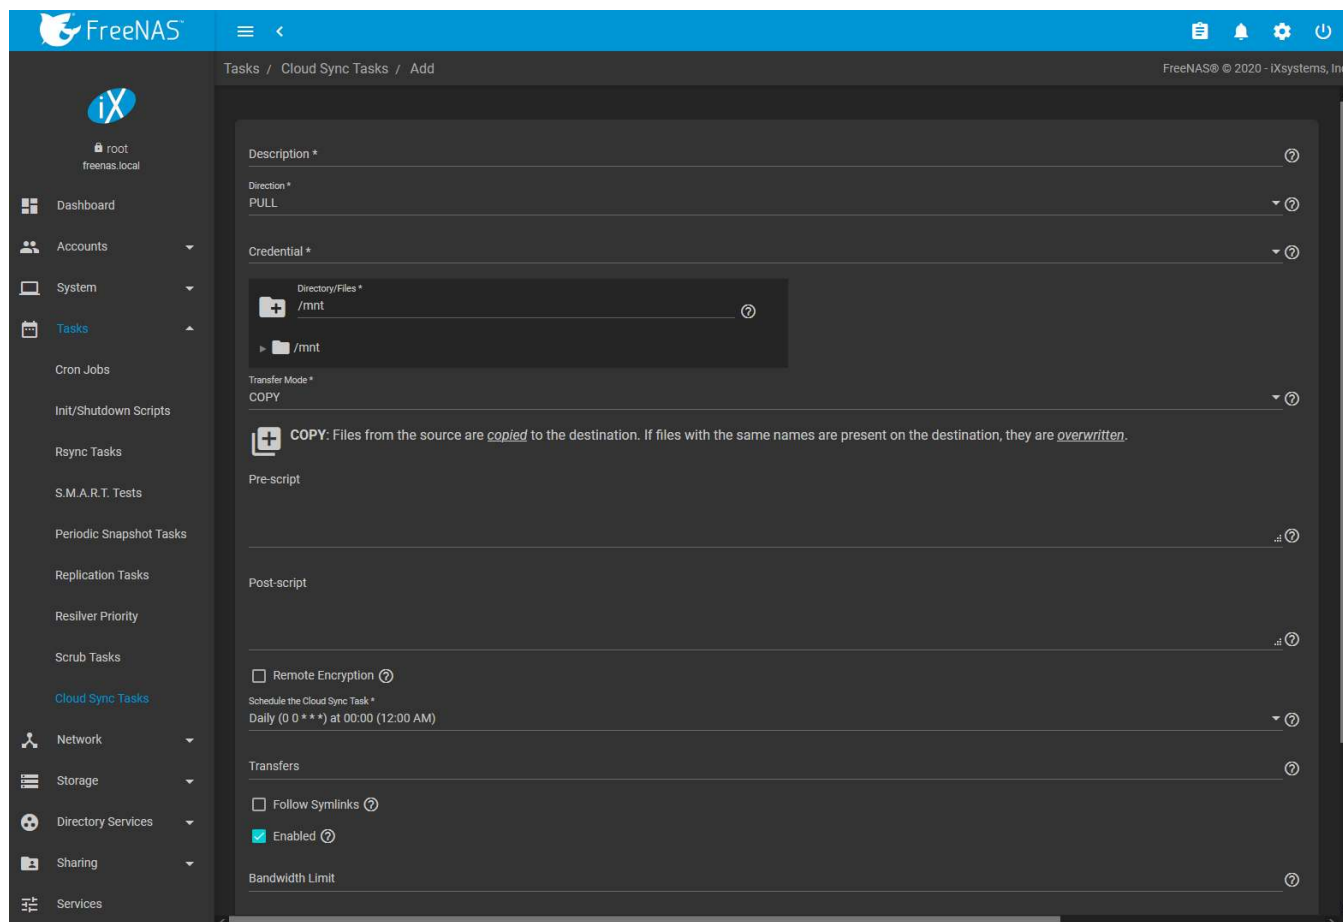 FreeNAS™
Tasks / Cloud Sync Tasks / Add
FreeNAS® © 2020 - iXsystems, Inc
iX
root
freenas.local
Dashboard
Accounts
System
Tasks
Cron Jobs
Init/Shutdown Scripts
Rsync Tasks
S.M.A.R.T. Tests
Periodic Snapshot Tasks
Replication Tasks
Resilver Priority
Scrub Tasks
Cloud Sync Tasks
Network
Storage
Directory Services
Sharing
Services
Description *
Direction *
PULL
Credential *
Directory/Files *
/mnt
/mnt
Transfer Mode *
COPY
COPY: Files from the source are copied to the destination. If files with the same names are present on the destination, they are overwritten.
Pre-script
Post-script
Remote Encryption
Schedule the Cloud Sync Task *
Daily (0 0 * * *) at 00:00 (12:00 AM)
Transfers
Follow Symlinks
Enabled
Bandwidth Limit